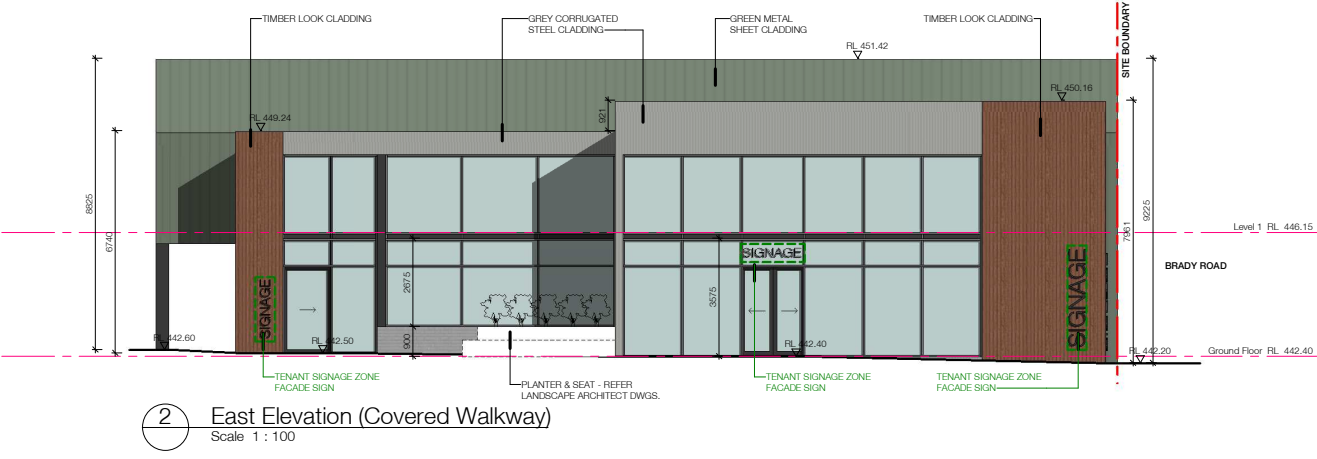 TIMBER LOOK CLADDING
GREY CORRUGATED
STEEL CLADDING
GREEN METAL
SHEET CLADDING
TIMBER LOOK CLADDING
SITE BOUNDARY
RL 451.42
RL 450.16
RL 449.24
921
8825
6740
7961
9225
Level 1 RL 446.15
BRADY ROAD
SIGNAGE
SIGNAGE
SIGNAGE
2675
3575
900
RL 442.60
RL 442.50
RL 442.40
RL 442.20
Ground Floor RL 442.40
TENANT SIGNAGE ZONE
FACADE SIGN
PLANTER & SEAT - REFER
LANDSCAPE ARCHITECT DWGS.
TENANT SIGNAGE ZONE
FACADE SIGN
TENANT SIGNAGE ZONE
FACADE SIGN
2
East Elevation (Covered Walkway)
Scale 1 : 100